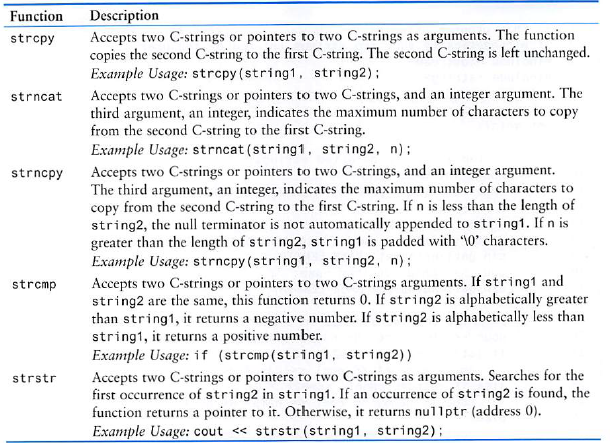 Function Description
strcpy Accepts two C-strings or pointers to two C-strings as arguments. The function
copies the second C-string to the first C-string. The second C-string is left unchanged.
Example Usage: strcpy(string1, string2);
strncat Accepts two C-strings or pointers to two C-strings, and an integer argument. The
third argument, an integer, indicates the maximum number of characters to copy
from the second C-string to the first C-string.
Example Usage: strncat(string1, string2, n);
strncpy Accepts two C-strings or pointers to two C-strings, and an integer argument.
The third argument, an integer, indicates the maximum number of characters to
copy from the second C-string to the first C-string. If n is less than the length of
string2, the null terminator is not automatically appended to string1. If n is
greater than the length of string2, string1 is padded with '\0' characters.
Example Usage: strncpy(string1, string2, n);
strcmp Accepts two C-strings or pointers to two C-strings arguments. If string1 and
string2 are the same, this function returns 0. If string2 is alphabetically greater
than string1, it returns a negative number. If string2 is alphabetically less than
string1, it returns a positive number.
Example Usage: if (strcmp(string1, string2))
strstr Accepts two C-strings or pointers to two C-strings as arguments. Searches for the
first occurrence of string2 in string1. If an occurrence of string2 is found, the
function returns a pointer to it. Otherwise, it returns nullptr (address 0).
Example Usage: cout << strstr(string1, string2);